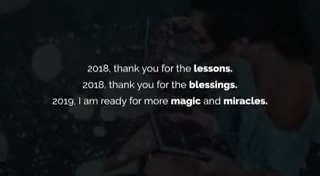 2018, thank you for the lessons.
2018, thank you for the blessings.
2019, I am ready for more magic and miracles.